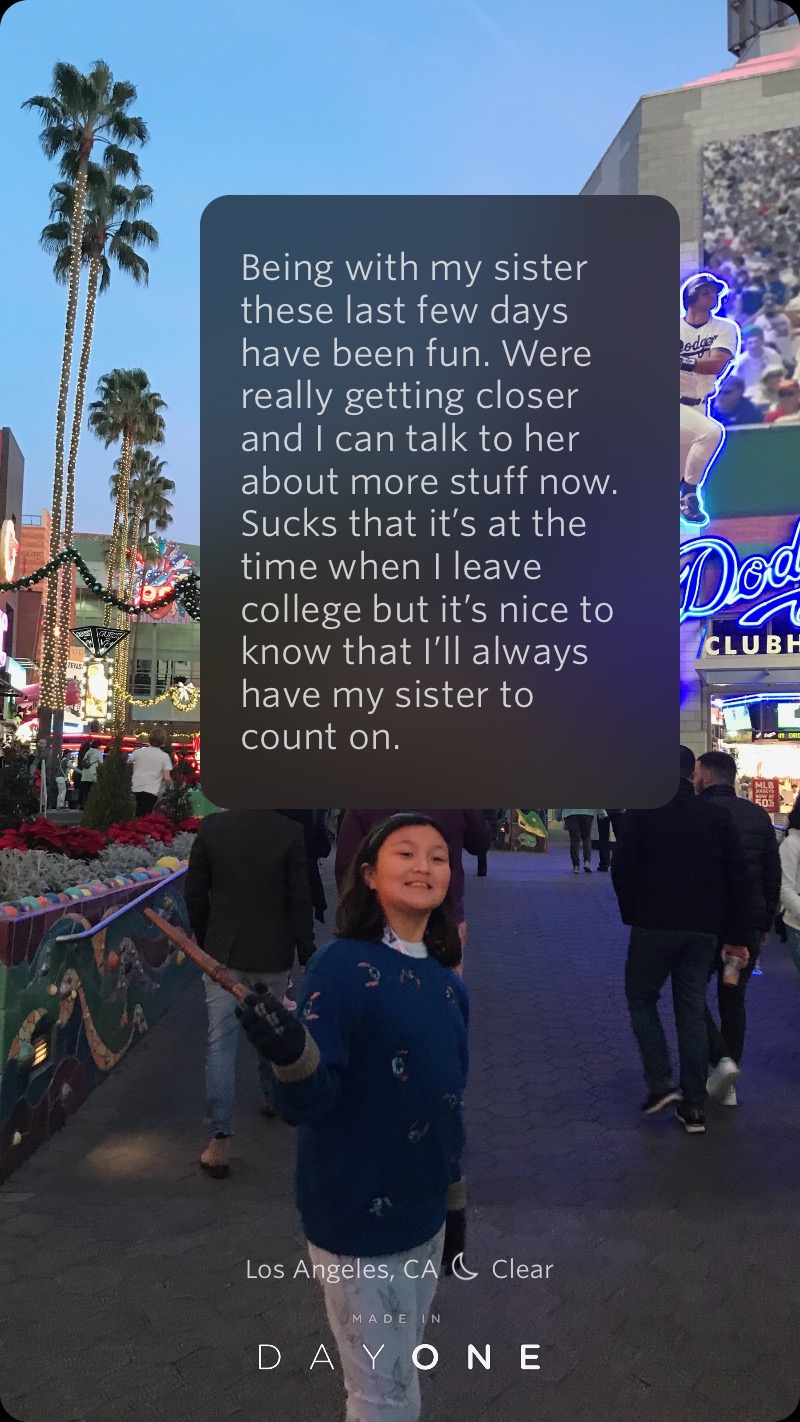 Being with my sister
these last few days
have been fun. Were
really getting closer
and I can talk to her
about more stuff now.
Sucks that it’s at the
time when I leave
college but it’s nice to
know that I’ll always
have my sister to
count on.
Dodgers
CLUBH
MLB
Los Angeles, CA Clear
MADE IN
DAYONE